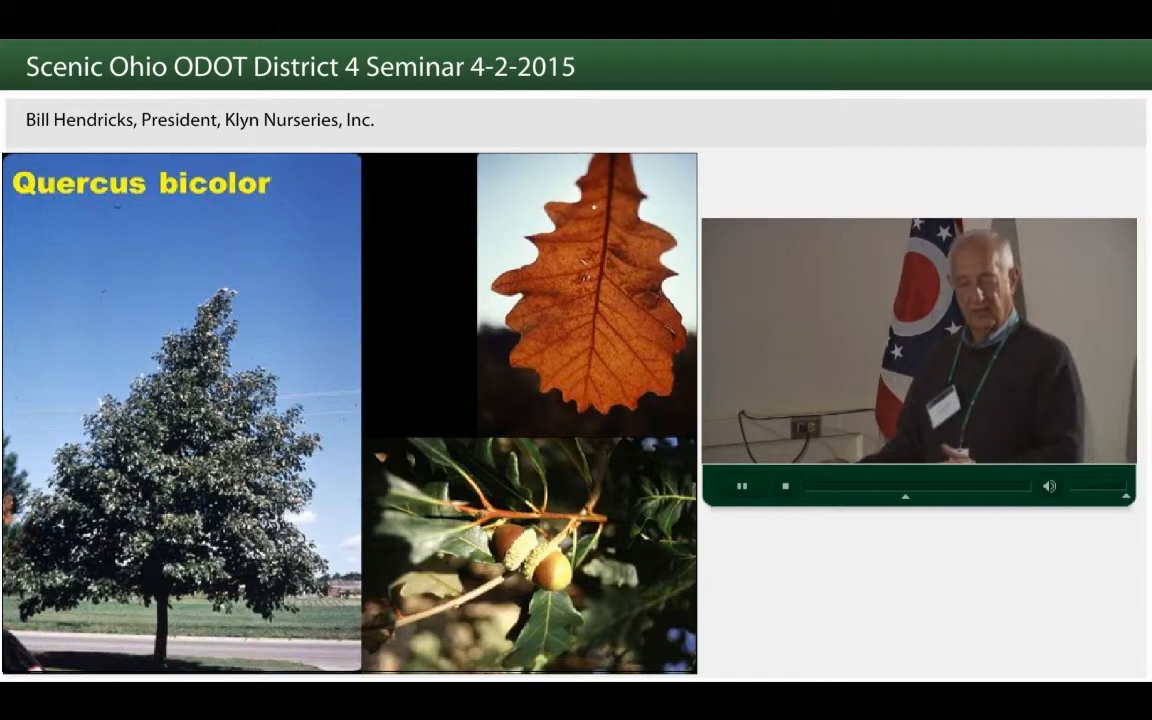 Scenic Ohio ODOT District 4 Seminar 4-2-2015
Bill Hendricks, President, Klyn Nurseries, Inc.
Quercus bicolor